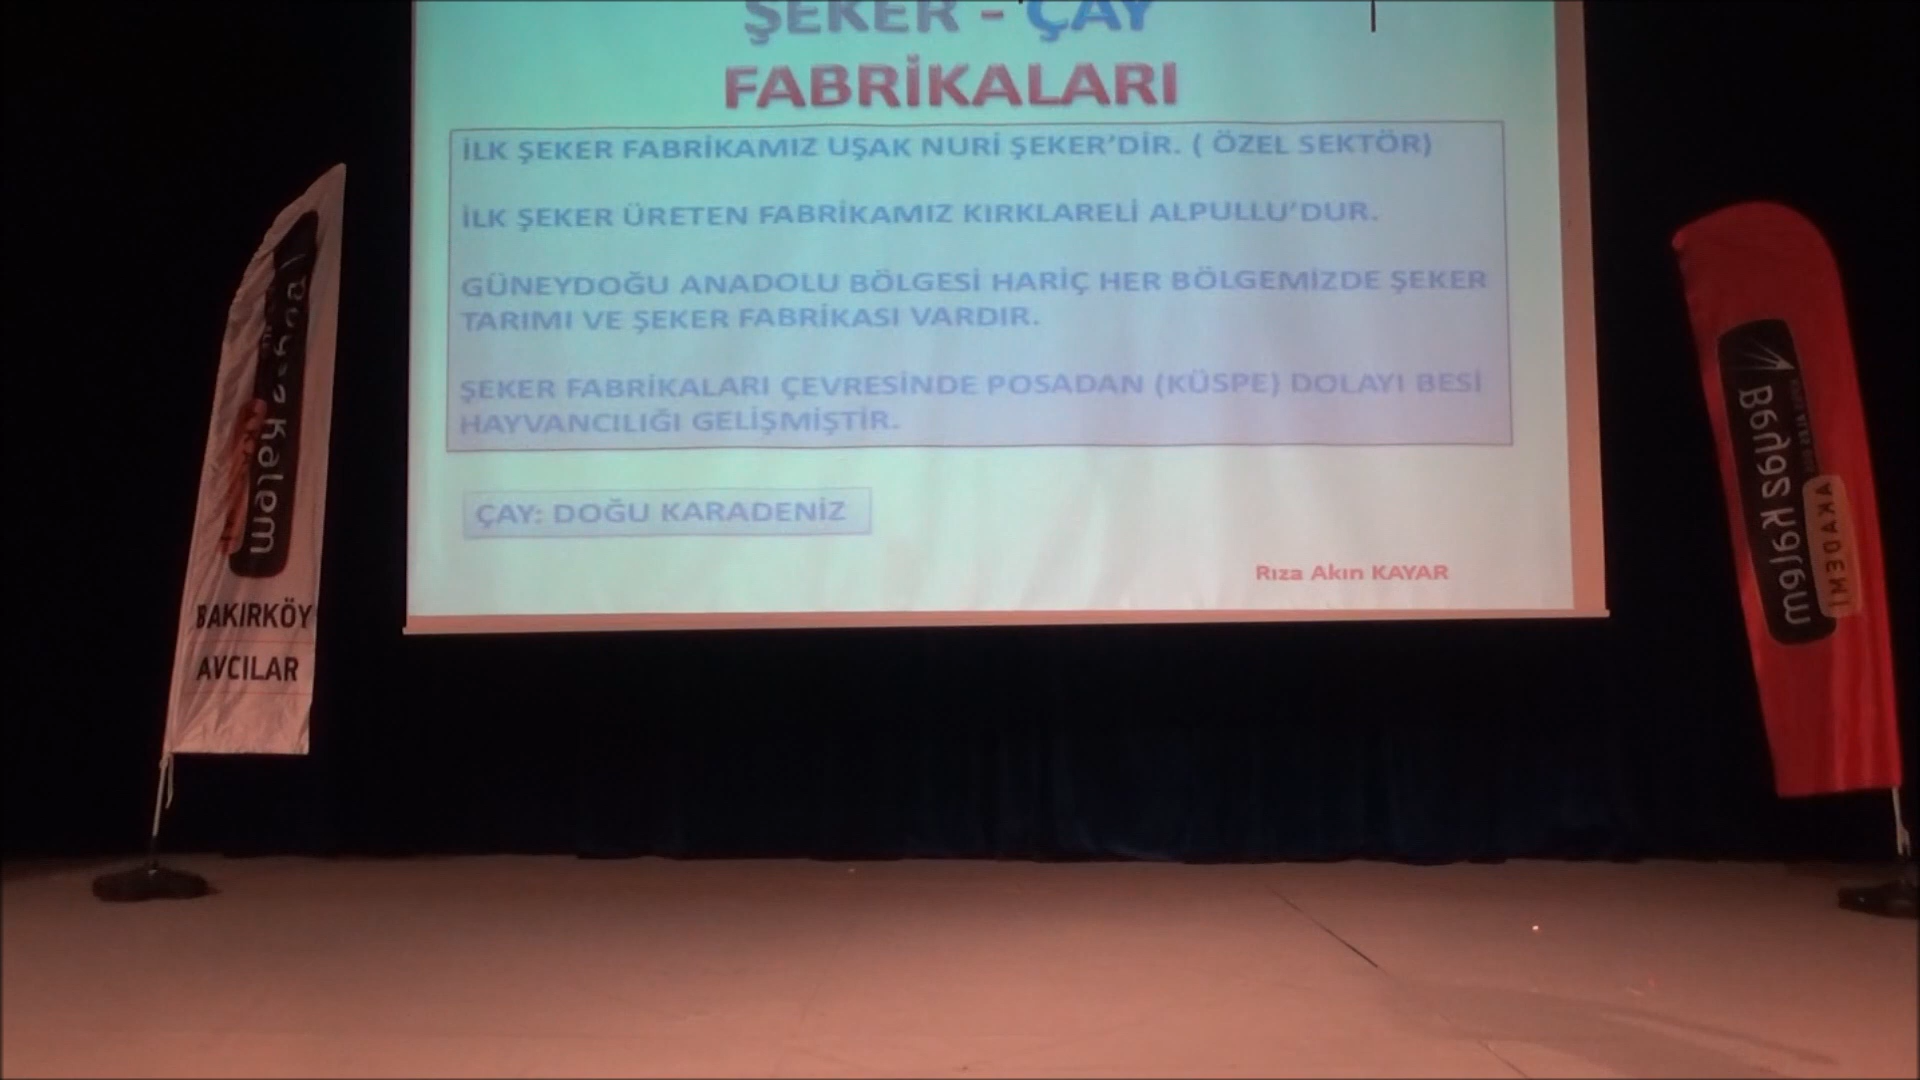 ŞEKER - ÇAY
FABRİKALARI
İLK ŞEKER FABRİKAMIZ UŞAK NURİ ŞEKER'DİR. ( ÖZEL SEKTÖR)
İLK ŞEKER ÜRETEN FABRİKAMIZ KIRKLARELİ ALPULLU'DUR.
GÜNEYDOĞU ANADOLU BÖLGESİ HARİÇ HER BÖLGEMİZDE ŞEKER
TARIMI VE ŞEKER FABRİKASI VARDIR.
ŞEKER FABRİKALARI ÇEVRESİNDE POSADAN (KÜSPE) DOLAYI BESİ
HAYVANCILIĞI GELİŞMİŞTİR.
ÇAY: DOĞU KARADENİZ
Rıza Akın KAYAR
Beyaz Kalem
BAKIRKÖY
AVCILAR
Beyaz Kalem
AKADEMİ